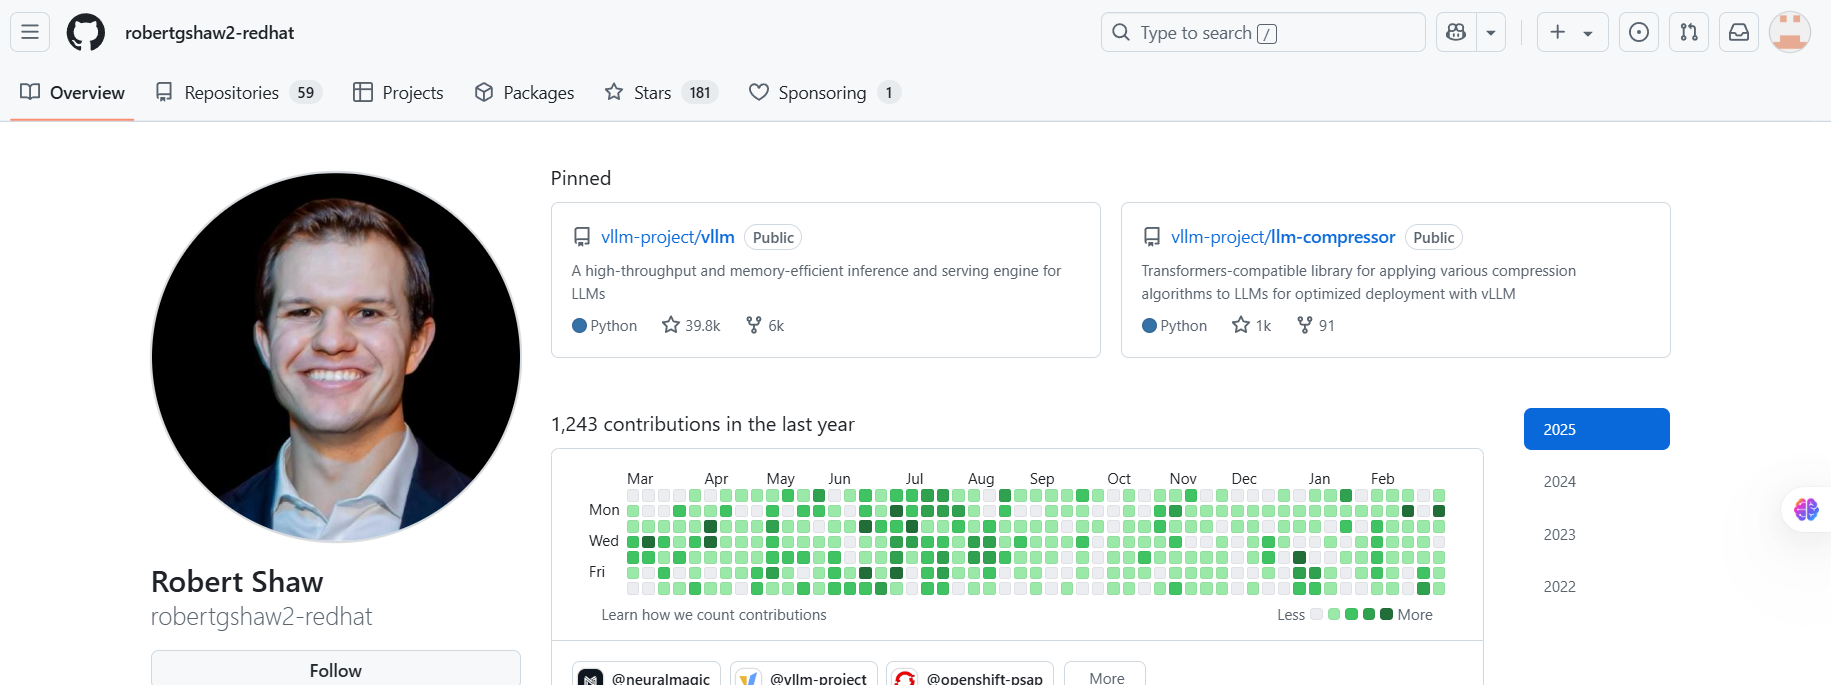 robertgshaw2-redhat
Type to search /
Overview
Repositories 59
Projects
Packages
Stars 181
Sponsoring 1
Robert Shaw
robertgshaw2-redhat
Follow
Pinned
vllm-project/vllm Public
A high-throughput and memory-efficient inference and serving engine for
LLMs
Python 39.8k 6k
vllm-project/llm-compressor Public
Transformers-compatible library for applying various compression
algorithms to LLMs for optimized deployment with vLLM
Python 1k 91
1,243 contributions in the last year
Mar Apr May Jun Jul Aug Sep Oct Nov Dec Jan Feb
Mon
Wed
Fri
Learn how we count contributions
Less More
@neuralmagic
@vllm-project
@openshift-psap
More
2025
2024
2023
2022